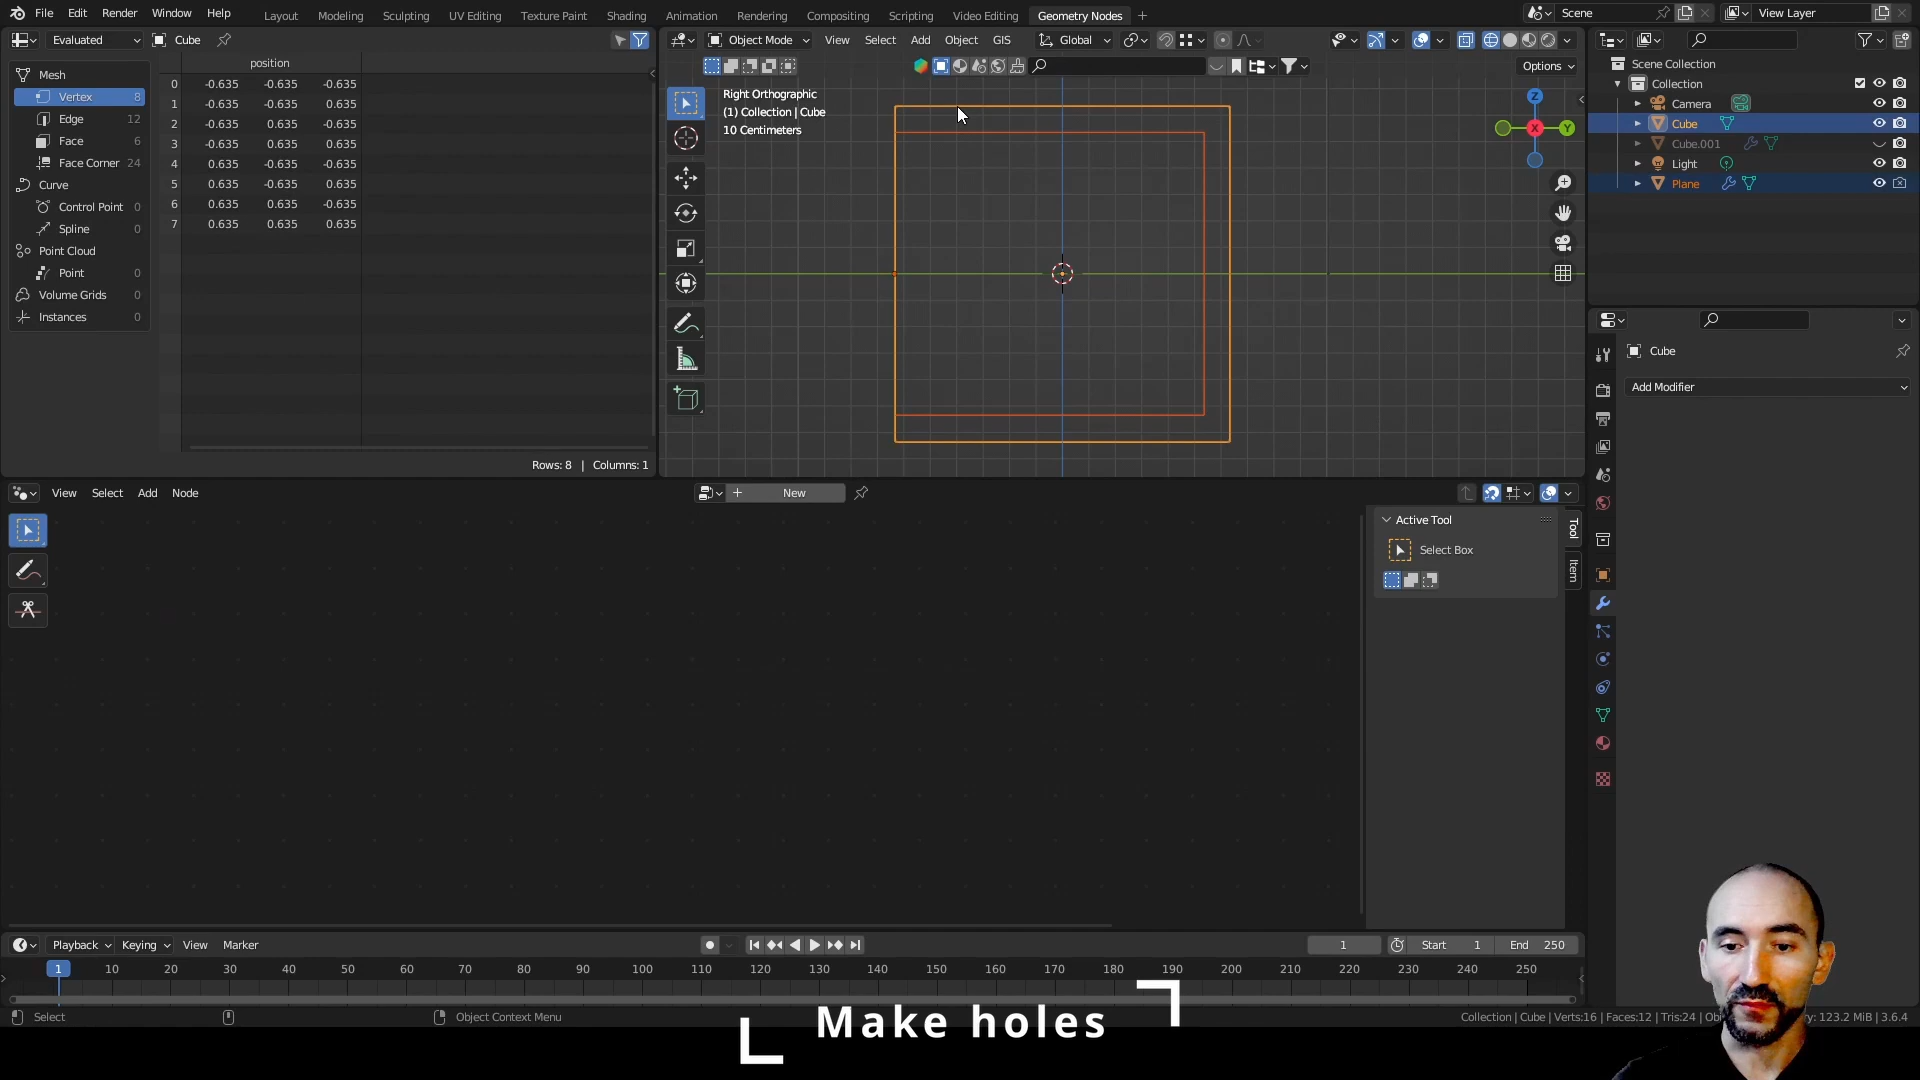 File Edit Render Window Help
Layout Modeling Sculpting UV Editing Texture Paint Shading Animation Rendering Compositing Scripting Video Editing Geometry Nodes
Scene
View Layer
Evaluated
Cube
Object Mode
View Select Add Object GIS
Global
Options
position
Mesh
Vertex 8
Edge 12
Face 6
Face Corner 24
Curve
Control Point 0
Spline 0
Point Cloud
Point 0
Volume Grids 0
Instances 0
0 -0.635 -0.635 -0.635
1 -0.635 -0.635 0.635
2 -0.635 0.635 -0.635
3 -0.635 0.635 0.635
4 0.635 -0.635 -0.635
5 0.635 -0.635 0.635
6 0.635 0.635 -0.635
7 0.635 0.635 0.635
Rows: 8 | Columns: 1
Right Orthographic
(1) Collection | Cube
10 Centimeters
Z
X
Y
Scene Collection
Collection
Camera
Cube
Cube.001
Light
Plane
Cube
Add Modifier
View Select Add Node
New
Active Tool
Select Box
Tool
Item
Playback Keying View Marker
1
Start 1
End 250
1 10 20 30 40 50 60 70 80 90 100 110 120 130 140 150 160 170 180 190 200 210 220 230 240 250
Select
Object Context Menu
Collection | Cube | Verts:16 | Faces:12 | Tris:24 | Ob
ry: 123.2 MiB | 3.6.4
Make holes